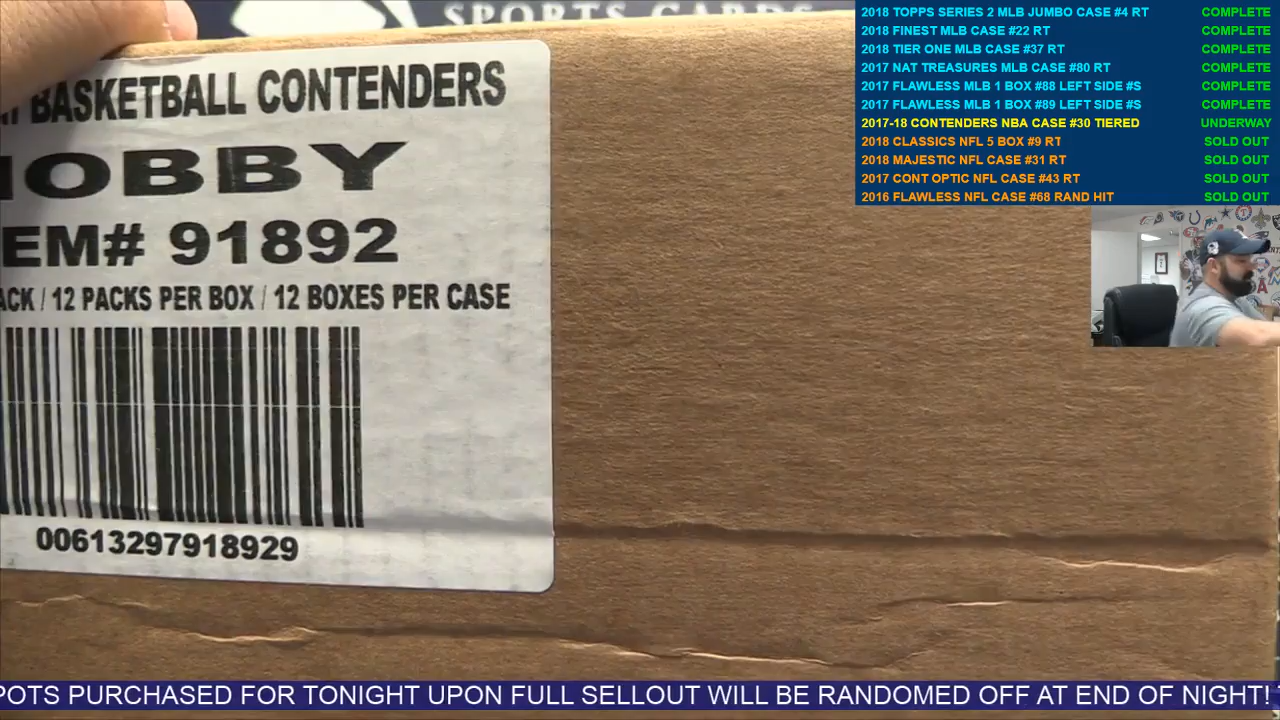 SPORTS CARDS
BASKETBALL CONTENDERS
HOBBY
EM# 91892
ACK / 12 PACKS PER BOX / 12 BOXES PER CASE
00613297918929
2018 TOPPS SERIES 2 MLB JUMBO CASE #4 RT COMPLETE
2018 FINEST MLB CASE #22 RT COMPLETE
2018 TIER ONE MLB CASE #37 RT COMPLETE
2017 NAT TREASURES MLB CASE #80 RT COMPLETE
2017 FLAWLESS MLB 1 BOX #88 LEFT SIDE #S COMPLETE
2017 FLAWLESS MLB 1 BOX #89 LEFT SIDE #S COMPLETE
2017-18 CONTENDERS NBA CASE #30 TIERED UNDERWAY
2018 CLASSICS NFL 5 BOX #9 RT SOLD OUT
2018 MAJESTIC NFL CASE #31 RT SOLD OUT
2017 CONT OPTIC NFL CASE #43 RT SOLD OUT
2016 FLAWLESS NFL CASE #68 RAND HIT SOLD OUT
POTS PURCHASED FOR TONIGHT UPON FULL SELLOUT WILL BE RANDOMED OFF AT END OF NIGHT!